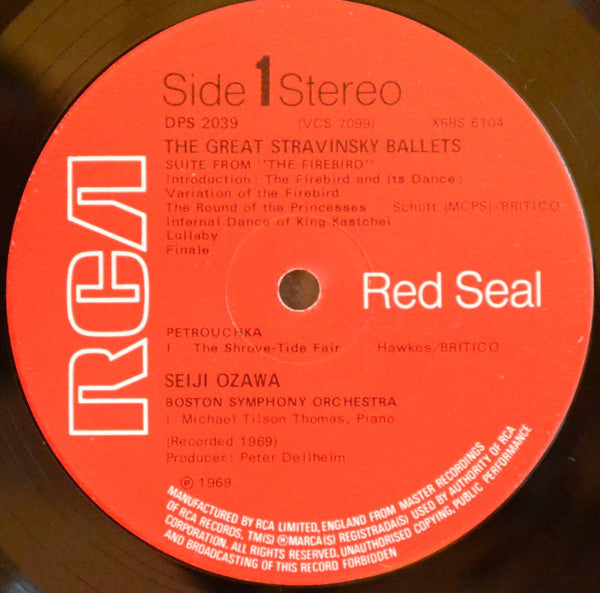 Side 1 Stereo
DPS 2039 (VCS 7099) XRRS 6104
THE GREAT STRAVINSKY BALLETS
SUITE FROM "THE FIREBIRD"
Introduction: The Firebird and Its Dance:
Variation of the Firebird
The Round of the Princesses Schott (MCPS)/BRITICO
Infernal Dance of King Kastchei
Lullaby
Finale
RCA
Red Seal
PETROUCHKA
I The Shrove-Tide Fair Hawkes/BRITICO
SEIJI OZAWA
BOSTON SYMPHONY ORCHESTRA
I Michael Tilson Thomas, Piano
(Recorded 1969)
Producer: Peter Dellheim
℗ 1969
MANUFACTURED BY RCA LIMITED, ENGLAND FROM MASTER RECORDINGS
OF RCA RECORDS. TM(S) ® MARCA(S) REGISTRADA(S) USED BY AUTHORITY OF RCA
CORPORATION. ALL RIGHTS RESERVED. UNAUTHORISED COPYING, PUBLIC PERFORMANCE
AND BROADCASTING OF THIS RECORD FORBIDDEN